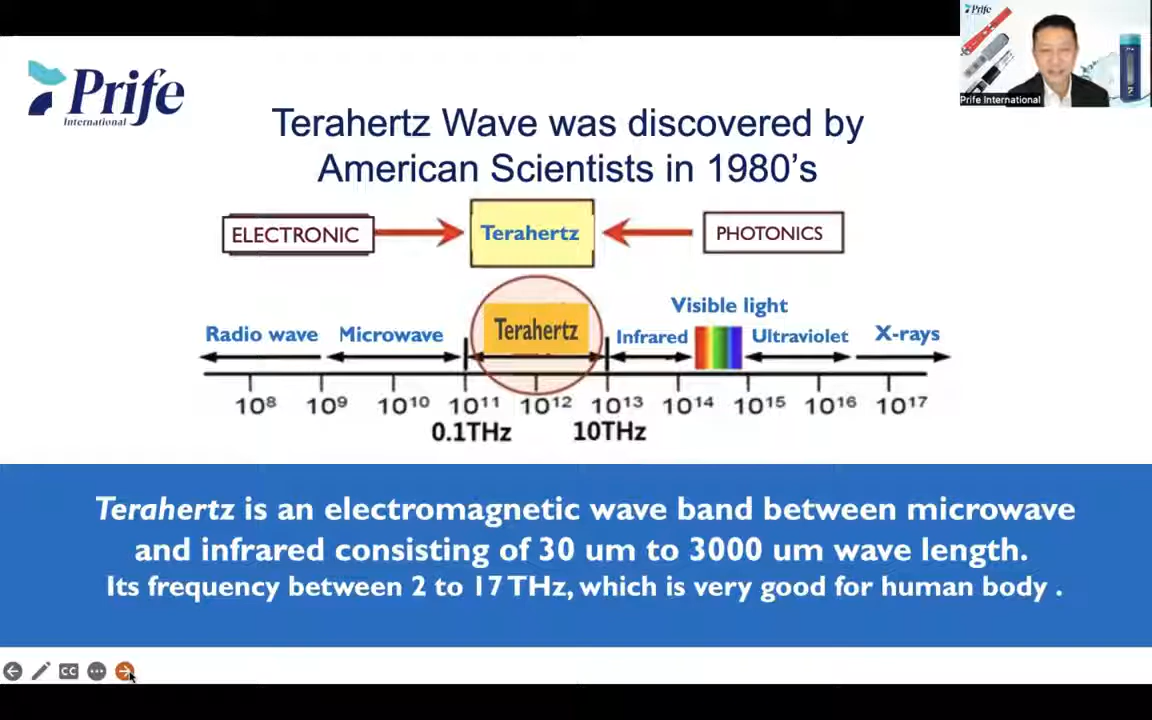 Prife
Prife International
Prife
International
Terahertz Wave was discovered by
American Scientists in 1980's
ELECTRONIC
Terahertz
PHOTONICS
Visible light
Radio wave
Microwave
Terahertz
Infrared
Ultraviolet
X-rays
10⁸ 10⁹ 10¹⁰ 10¹¹ 10¹² 10¹³ 10¹⁴ 10¹⁵ 10¹⁶ 10¹⁷
0.1THz 10THz
Terahertz is an electromagnetic wave band between microwave
and infrared consisting of 30 um to 3000 um wave length.
Its frequency between 2 to 17 THz, which is very good for human body .
CC